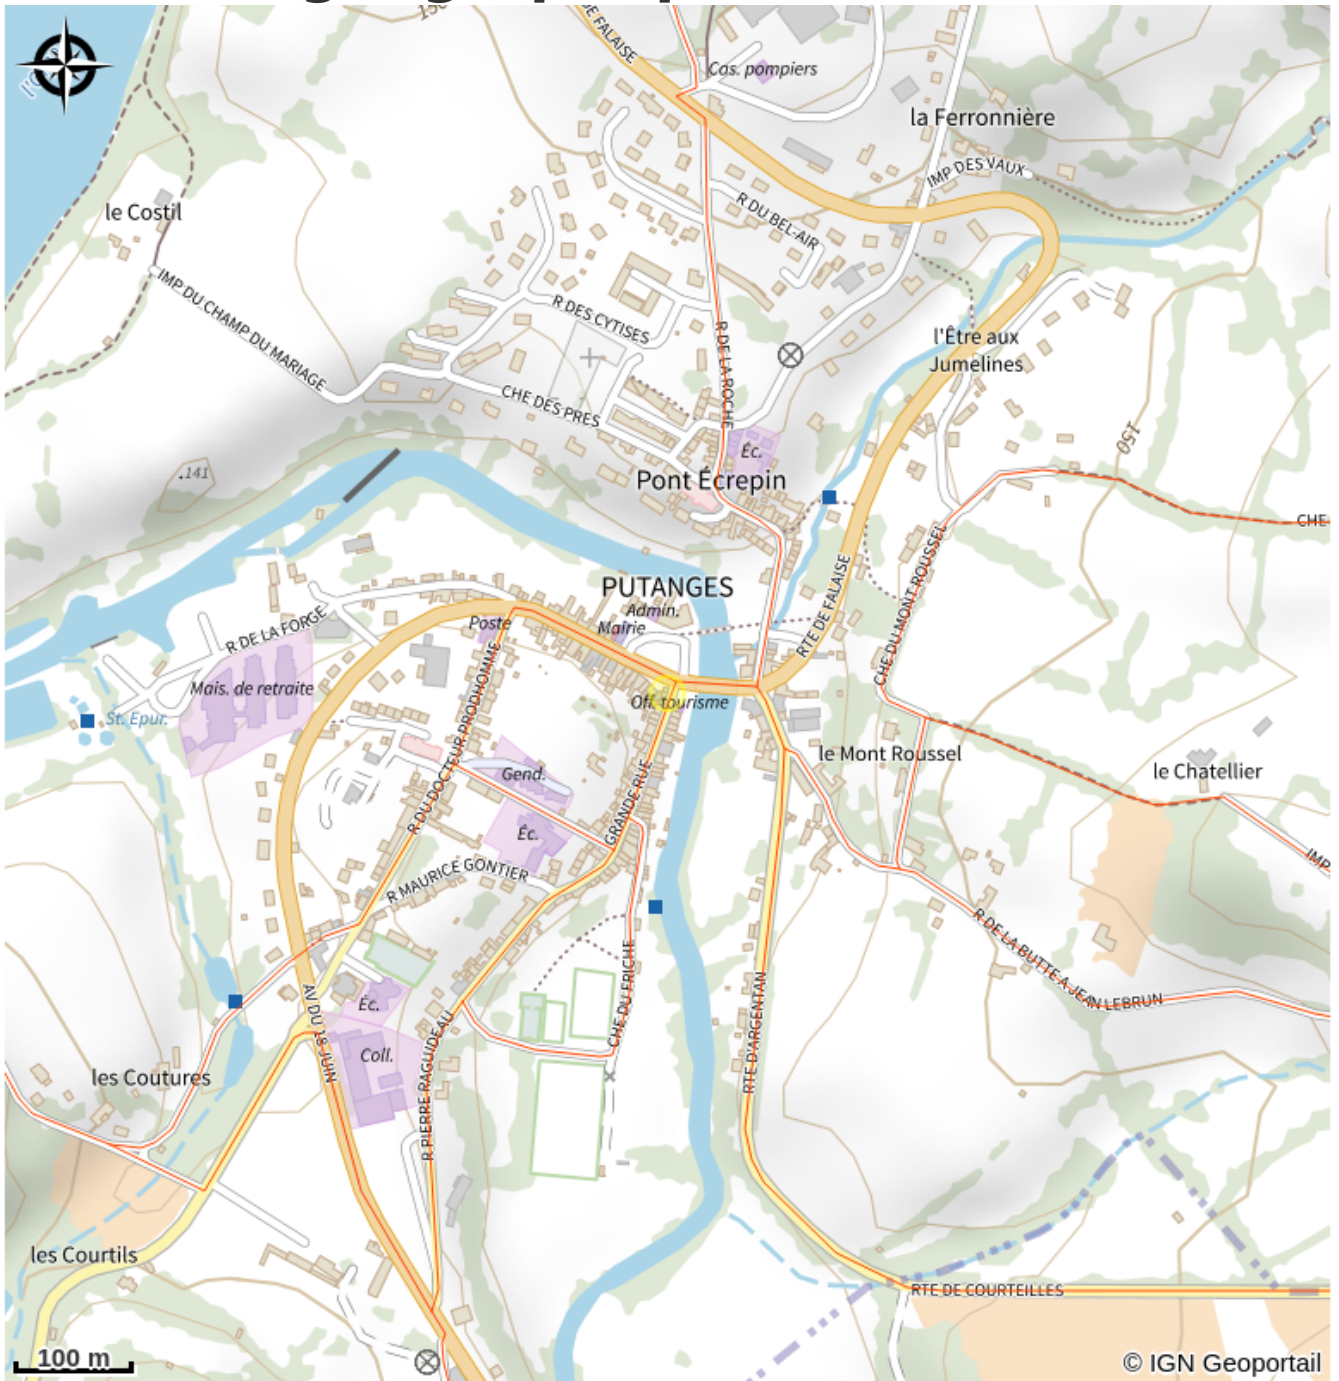 150
DE FALAISE
Cas. pompiers
la Ferronnière
IMP DES VAUX
le Costil
R DU BEL-AIR
IMP DU CHAMP DU MARIAGE
R DES CYTISES
R DE LA ROCHE
l'Être aux
Jumelines
CHE DES PRES
150
.141
Éc.
Pont Écrepin
CHE
CHE DU MONT ROUSSEL
PUTANGES
Admin.
Mairie
Poste
R DE LA FORGE
RTE DE FALAISE
Mais. de retraite
St. Epur.
Off. tourisme
R DU DOCTEUR PRODHOMME
le Mont Roussel
le Chatellier
Gend.
GRANDE RUE
Éc.
IMP
R MAURICE GONTIER
R DE LA BUTTE A JEAN LEBRUN
CHE DU FRICHE
RTE D'ARGENTAN
AV DU 18 JUIN
Éc.
Coll.
R PIERRE RAGUIDEAU
les Coutures
les Courtils
RTE DE COURTEILLES
100 m
© IGN Geoportail